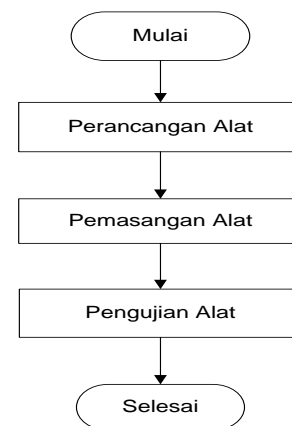 Mulai
Perancangan Alat
Pemasangan Alat
Pengujian Alat
Selesai